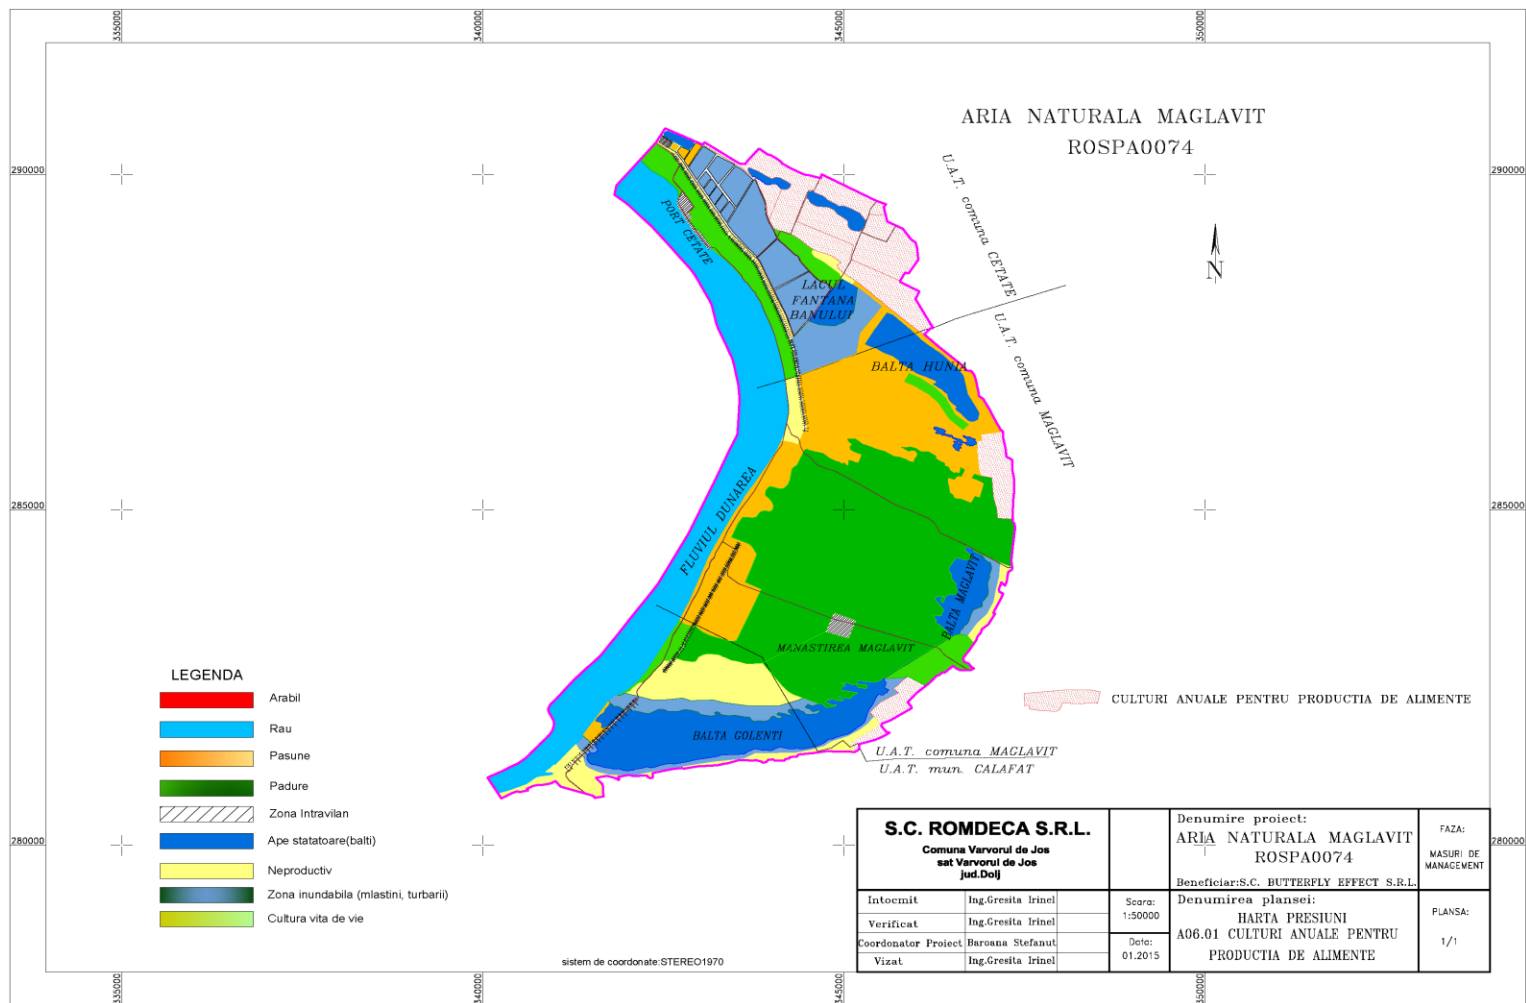 335000
340000
345000
350000
ARIA NATURALA MAGLAVIT
ROSPA0074
290000
290000
U.A.T. comuna CETATE
PORT CETATE
N
LACUL
FANTANA
BANULUI
U.A.T. comuna MAGLAVIT
BALTA HUNIA
285000
285000
FLUVIUL DUNAREA
BALTA MAGLAVIT
MANASTIREA MAGLAVIT
LEGENDA
Arabil
Rau
Pasune
Padure
Zona Intravilan
Ape statatoare(balti)
Neproductiv
Zona inundabila (mlastini, turbarii)
Cultura vita de vie
CULTURI ANUALE PENTRU PRODUCTIA DE ALIMENTE
BALTA GOLENTI
U.A.T. comuna MAGLAVIT
U.A.T. mun. CALAFAT
280000
280000
S.C. ROMDECA S.R.L.
Comuna Varvorul de Jos
sat Varvorul de Jos
jud.Dolj
Denumire proiect:
ARIA NATURALA MAGLAVIT
ROSPA0074
Beneficiar:S.C. BUTTERFLY EFFECT S.R.L.
FAZA:
MASURI DE
MANAGEMENT
Intocmit Ing.Gresita Irinel
Verificat Ing.Gresita Irinel
Coordonator Proiect Baroana Stefanut
Vizat Ing.Gresita Irinel
Scara:
1:50000
Data:
01.2015
Denumirea plansei:
HARTA PRESIUNI
A06.01 CULTURI ANUALE PENTRU
PRODUCTIA DE ALIMENTE
PLANSA:
1/1
sistem de coordonate:STEREO1970
335000
340000
345000
350000